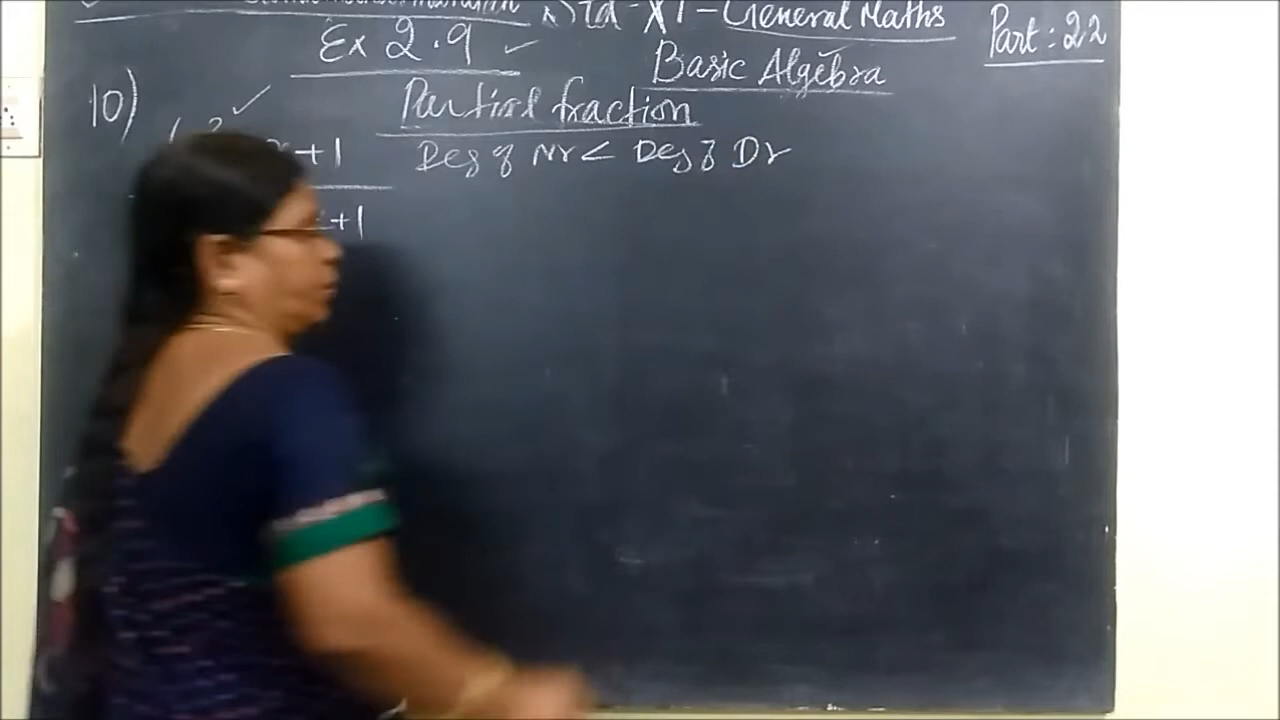 Std - XI - General Maths
Part : 22
Ex 2.9
Basic Algebra
10)
Partial fraction
x+1
Deg of Nr < Deg of Dr
+1